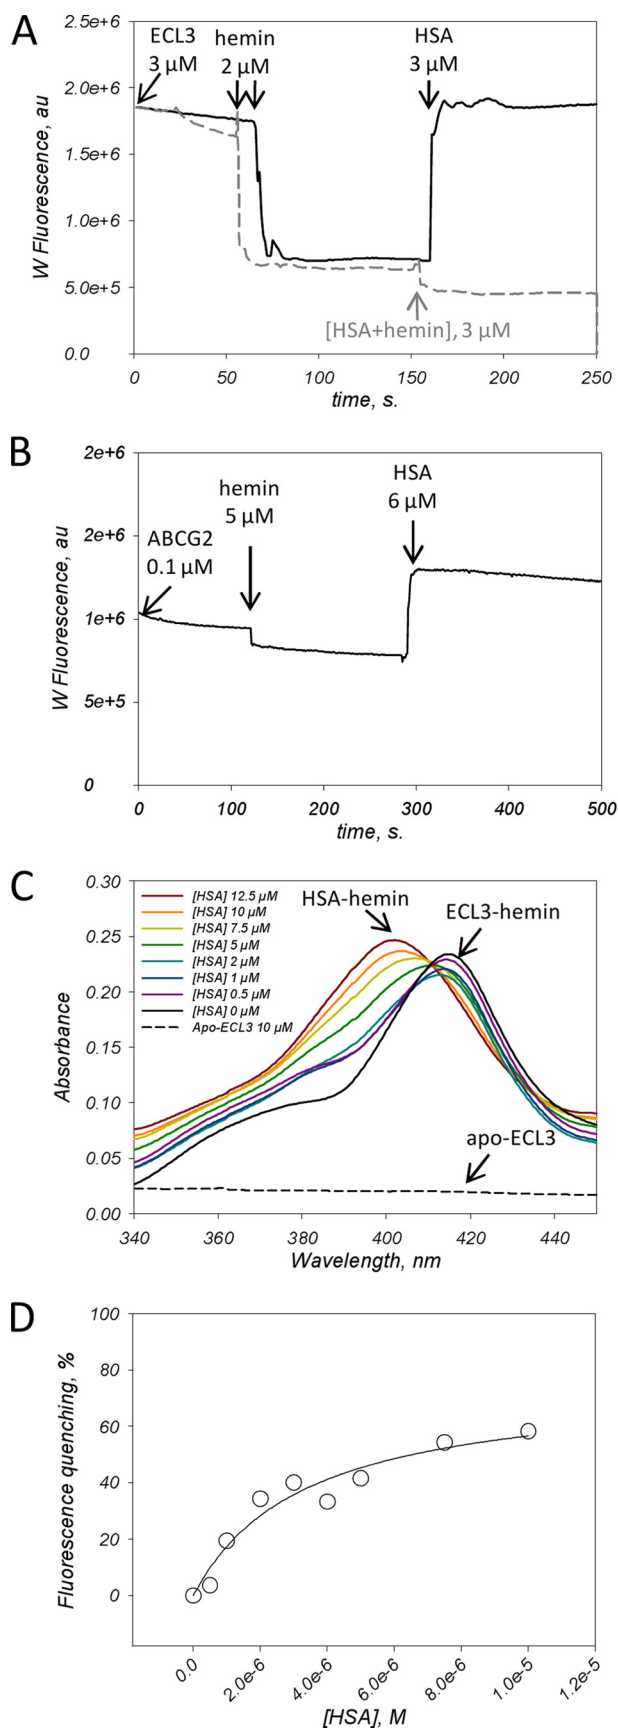 A
ECL3
3 µM
hemin
2 µM
HSA
3 µM
2.5e+6
2.0e+6
1.5e+6
1.0e+6
5.0e+5
0.0
W Fluorescence, au
[HSA+hemin], 3 µM
0 50 100 150 200 250
time, s.
B
2e+6
2e+6
1e+6
5e+5
0
W Fluorescence, au
ABCG2
0.1 µM
hemin
5 µM
HSA
6 µM
0 100 200 300 400 500
time, s.
C
0.30
0.25
0.20
0.15
0.10
0.05
0.00
Absorbance
[HSA] 12.5 µM
[HSA] 10 µM
[HSA] 7.5 µM
[HSA] 5 µM
[HSA] 2 µM
[HSA] 1 µM
[HSA] 0.5 µM
[HSA] 0 µM
Apo-ECL3 10 µM
HSA-hemin
ECL3-hemin
apo-ECL3
340 360 380 400 420 440
Wavelength, nm
D
100
80
60
40
20
0
Fluorescence quenching, %
0.0 2.0e-6 4.0e-6 6.0e-6 8.0e-6 1.0e-5 1.2e-5
[HSA], M